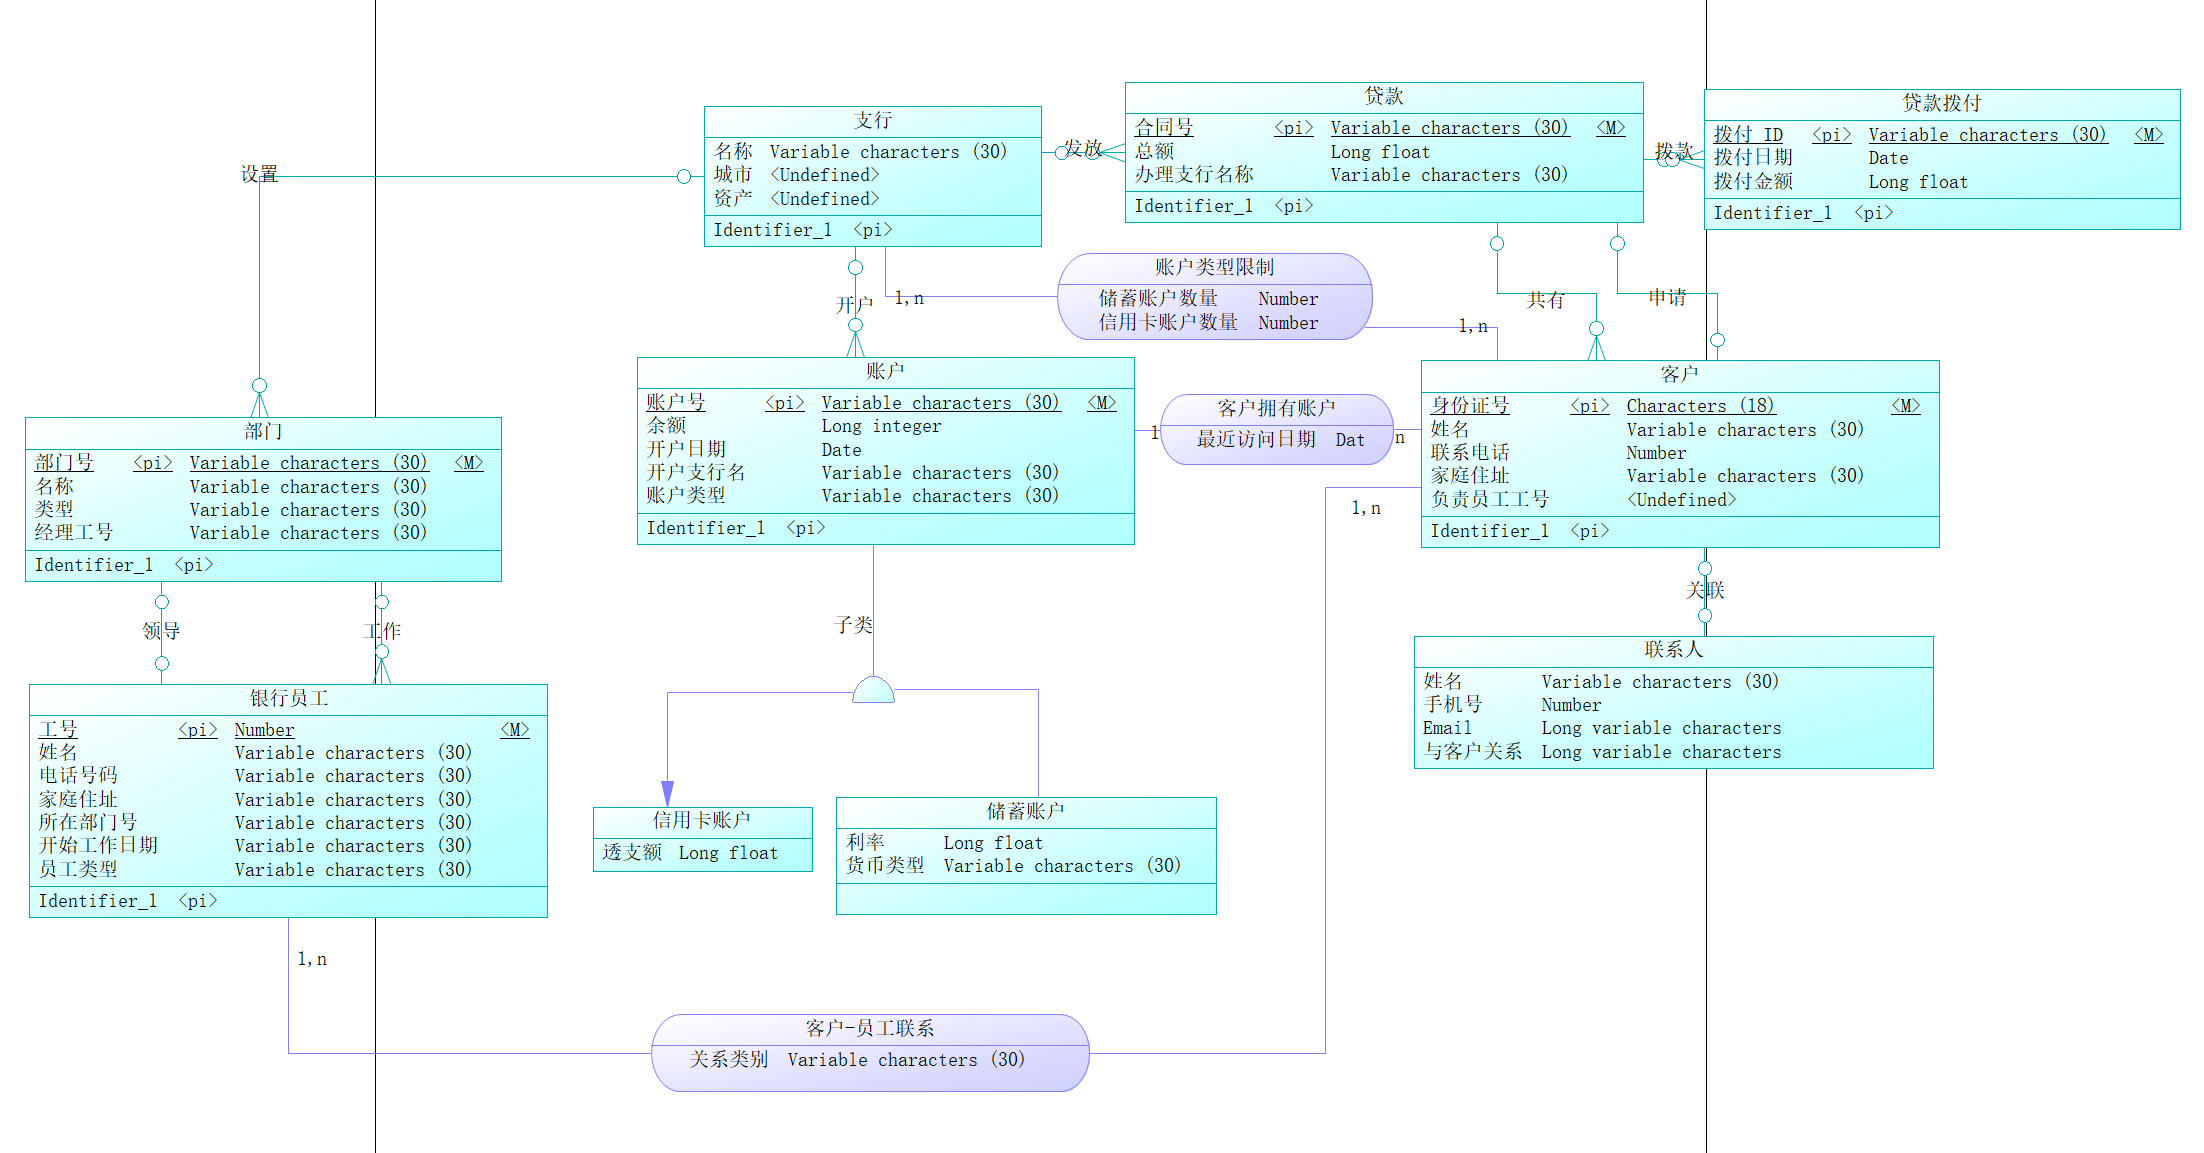 设置
支行
名称 Variable characters (30)
城市 <Undefined>
资产 <Undefined>
Identifier_1 <pi>
发放
贷款
合同号 <pi> Variable characters (30) <M>
总额 Long float
办理支行名称 Variable characters (30)
Identifier_1 <pi>
拨款
贷款拨付
拨付 ID <pi> Variable characters (30) <M>
拨付日期 Date
拨付金额 Long float
Identifier_1 <pi>
开户
1,n
账户类型限制
储蓄账户数量 Number
信用卡账户数量 Number
1,n
共有
申请
账户
账户号 <pi> Variable characters (30) <M>
余额 Long integer
开户日期 Date
开户支行名 Variable characters (30)
账户类型 Variable characters (30)
Identifier_1 <pi>
1
客户拥有账户
最近访问日期 Dat
n
客户
身份证号 <pi> Characters (18) <M>
姓名 Variable characters (30)
联系电话 Number
家庭住址 Variable characters (30)
负责员工工号 <Undefined>
Identifier_1 <pi>
1,n
部门
部门号 <pi> Variable characters (30) <M>
名称 Variable characters (30)
类型 Variable characters (30)
经理工号 Variable characters (30)
Identifier_1 <pi>
领导
工作
子类
关联
联系人
姓名 Variable characters (30)
手机号 Number
Email Long variable characters
与客户关系 Long variable characters
银行员工
工号 <pi> Number <M>
姓名 Variable characters (30)
电话号码 Variable characters (30)
家庭住址 Variable characters (30)
所在部门号 Variable characters (30)
开始工作日期 Variable characters (30)
员工类型 Variable characters (30)
Identifier_1 <pi>
信用卡账户
透支额 Long float
储蓄账户
利率 Long float
货币类型 Variable characters (30)
1,n
客户-员工联系
关系类别 Variable characters (30)